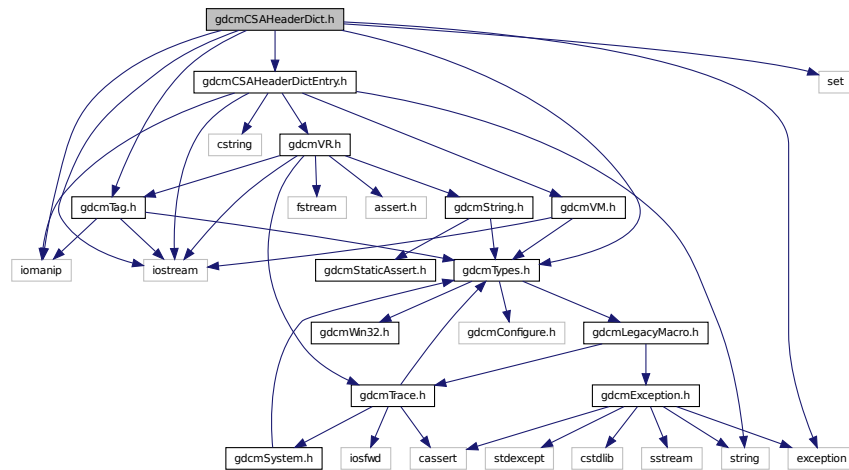 gdcmCSAHeaderDict.h
gdcmCSAHeaderDictEntry.h
set
cstring
gdcmVR.h
gdcmTag.h
fstream
assert.h
gdcmString.h
gdcmVM.h
iomanip
iostream
gdcmStaticAssert.h
gdcmTypes.h
gdcmWin32.h
gdcmConfigure.h
gdcmLegacyMacro.h
gdcmTrace.h
gdcmException.h
gdcmSystem.h
iosfwd
cassert
stdexcept
cstdlib
sstream
string
exception